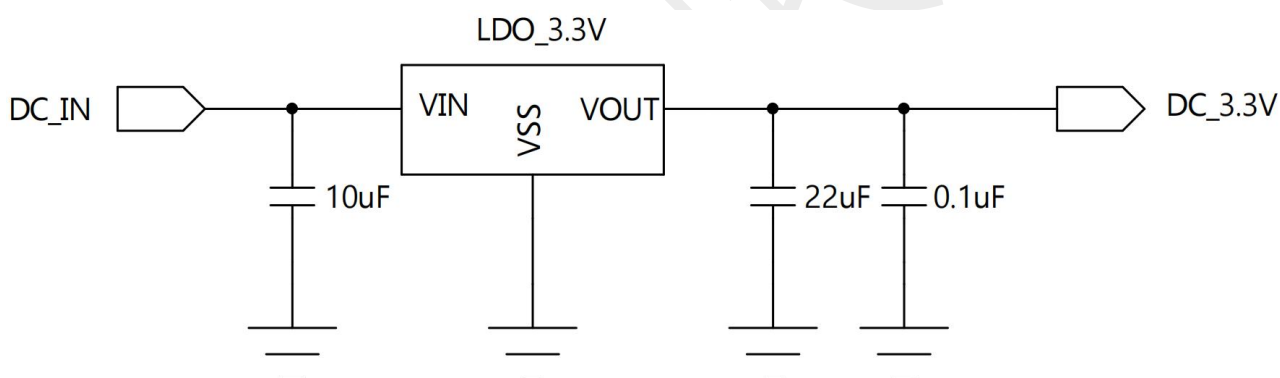 LDO_3.3V
DC_IN
VIN
VSS
VOUT
DC_3.3V
10uF
22uF
0.1uF